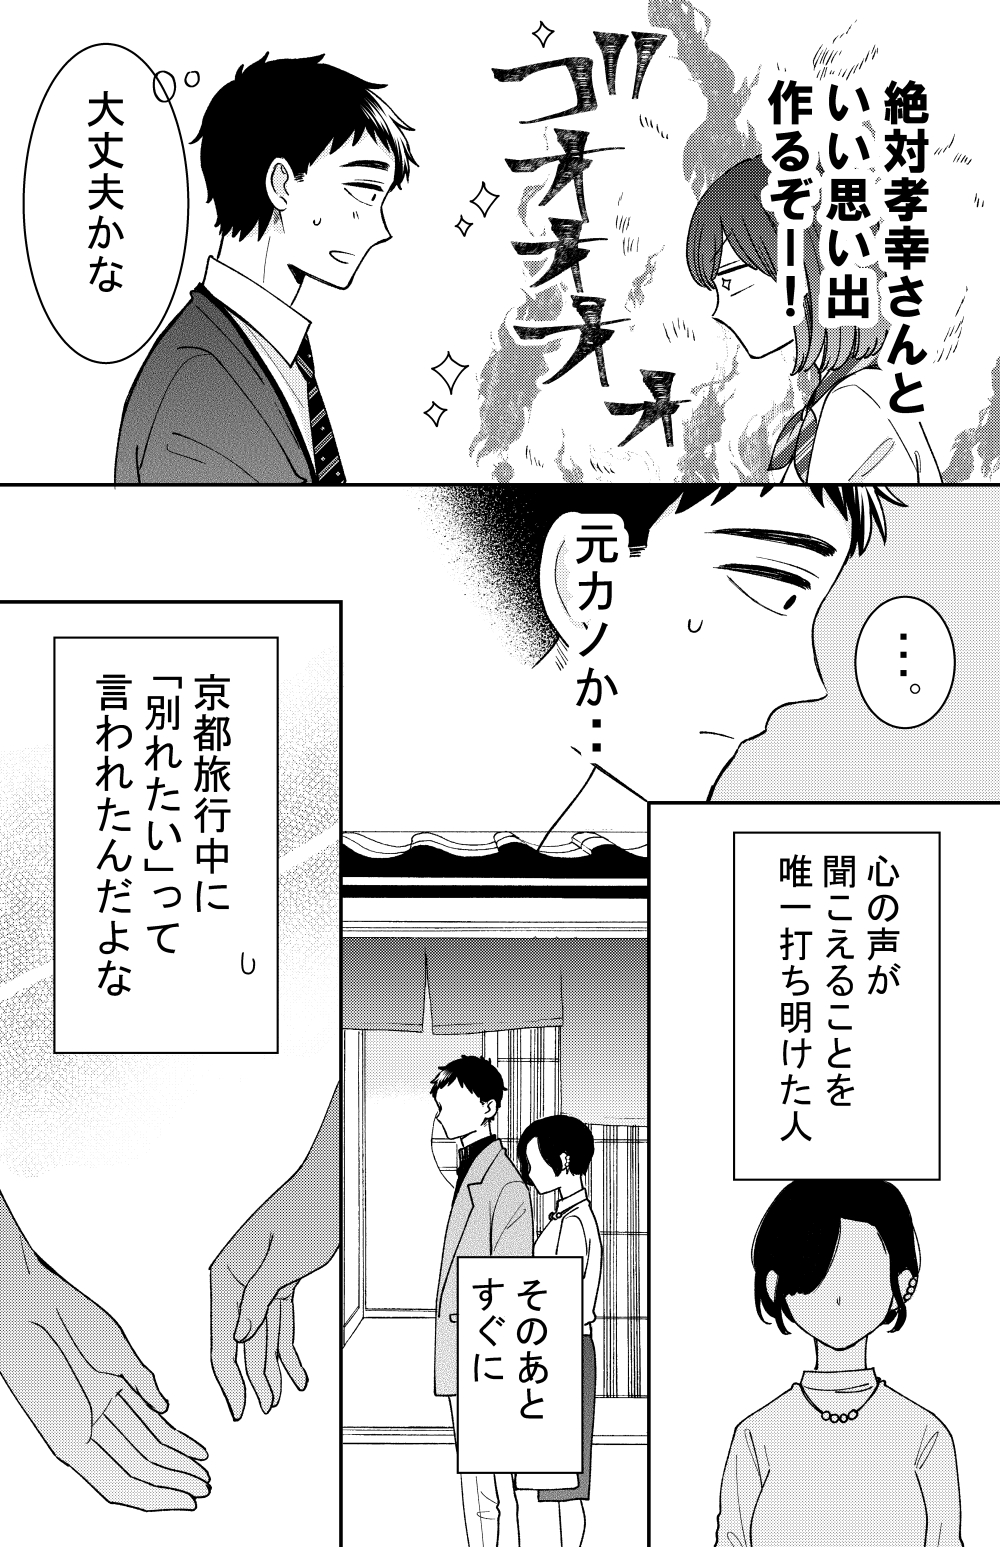 絶対孝幸さんと
いい思い出
作るぞー！
ゴオオオオオ
大丈夫かな
・・・。
元カノか・・
心の声が
聞こえることを
唯一打ち明けた人
そのあと
すぐに
京都旅行中に
「別れたい」って
言われたんだよな